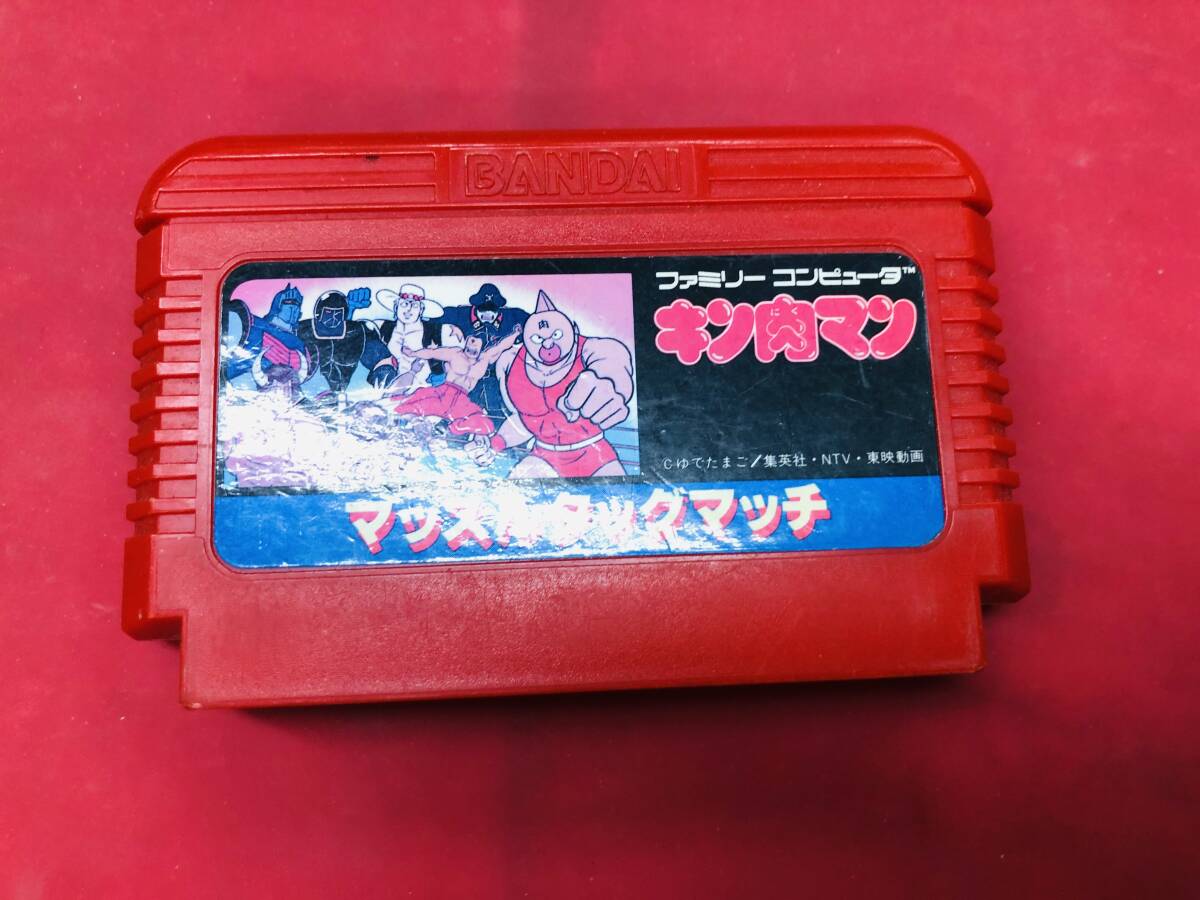 BANDAI
ファミリー コンピュータ™
キン肉マン
肉
©ゆでたまご/集英社・NTV・東映動画
マッスルタッグマッチ